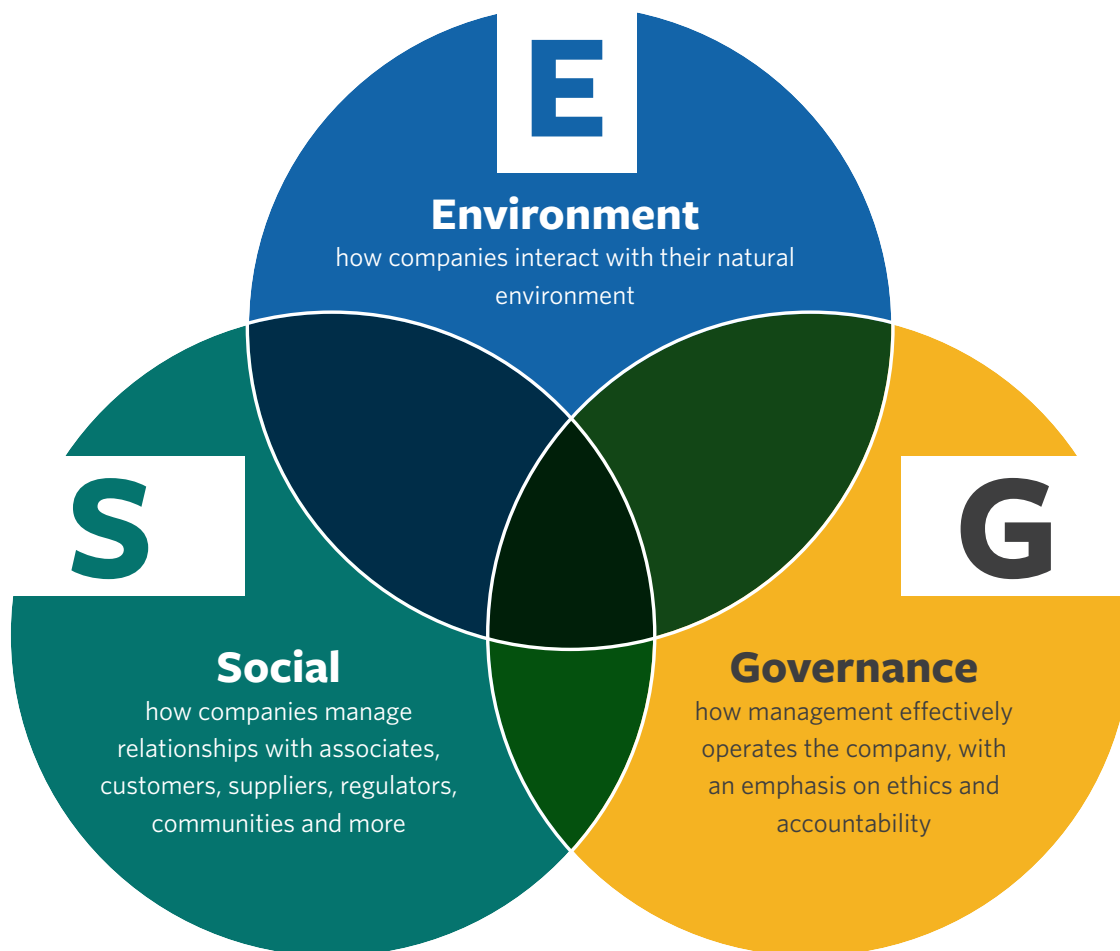 E
Environment
how companies interact with their natural
environment
S
G
Social
how companies manage
relationships with associates,
customers, suppliers, regulators,
communities and more
Governance
how management effectively
operates the company, with
an emphasis on ethics and
accountability